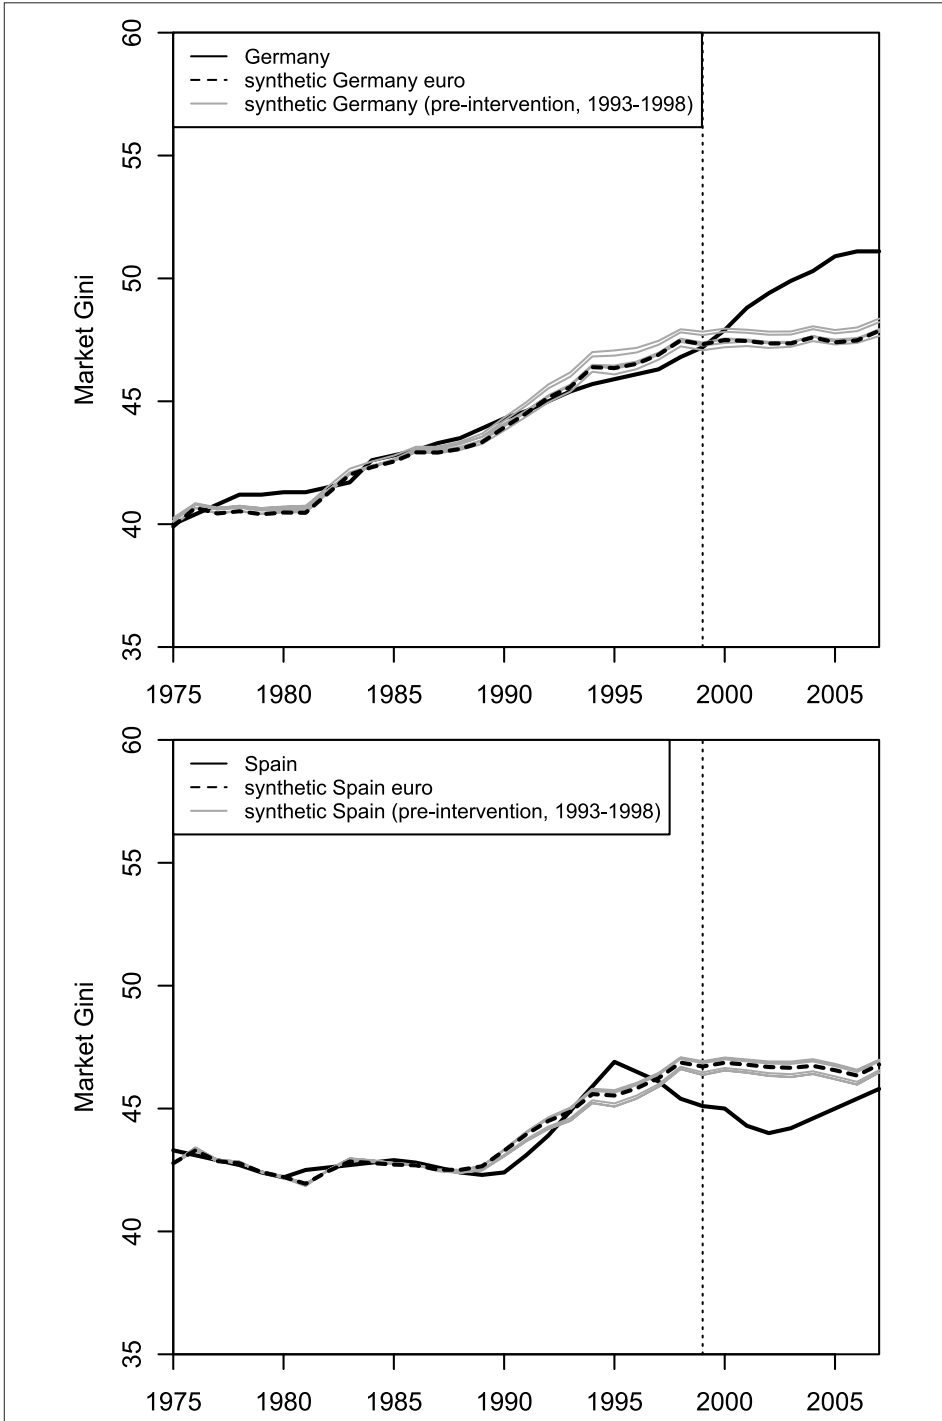 60
Germany
synthetic Germany euro
synthetic Germany (pre-intervention, 1993-1998)
55
50
Market Gini
45
40
35
1975 1980 1985 1990 1995 2000 2005
60
Spain
synthetic Spain euro
synthetic Spain (pre-intervention, 1993-1998)
55
50
Market Gini
45
40
35
1975 1980 1985 1990 1995 2000 2005